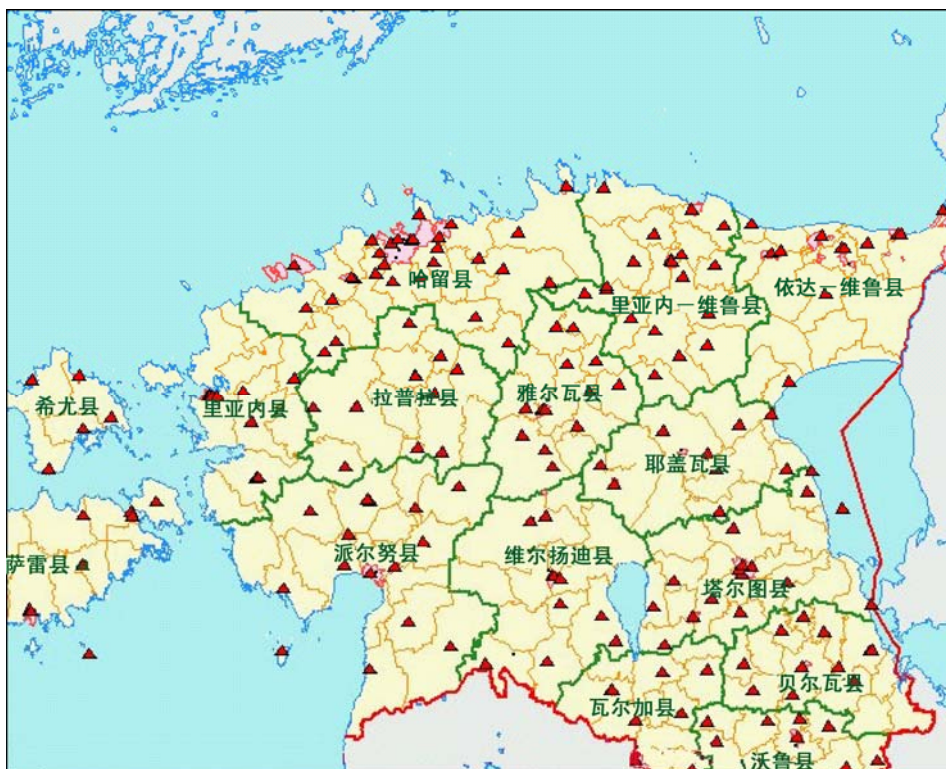 哈留县
里亚内一维鲁县
依达一维鲁县
希尤县
里亚内县
拉普拉县
雅尔瓦县
耶盖瓦县
萨雷县
派尔努县
维尔扬迪县
塔尔图县
瓦尔加县
贝尔瓦县
沃鲁县